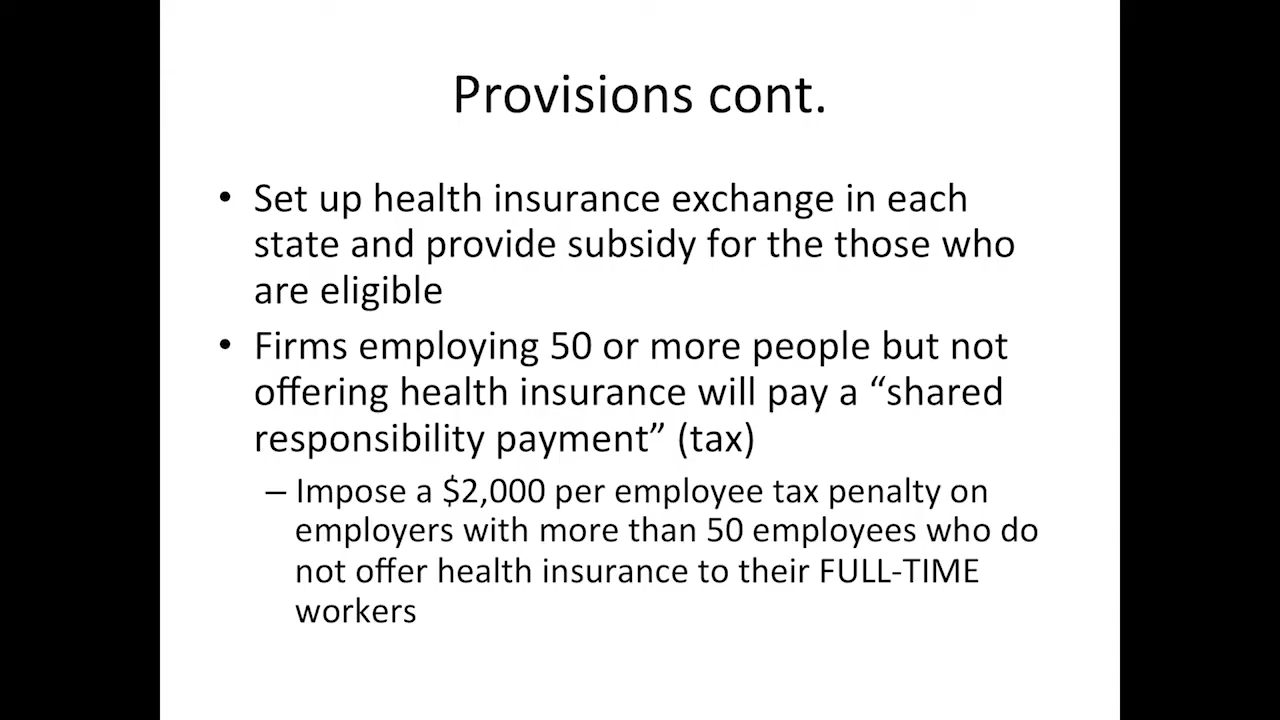 Provisions cont.
• Set up health insurance exchange in each
state and provide subsidy for the those who
are eligible
• Firms employing 50 or more people but not
offering health insurance will pay a “shared
responsibility payment” (tax)
– Impose a $2,000 per employee tax penalty on
employers with more than 50 employees who do
not offer health insurance to their FULL-TIME
workers